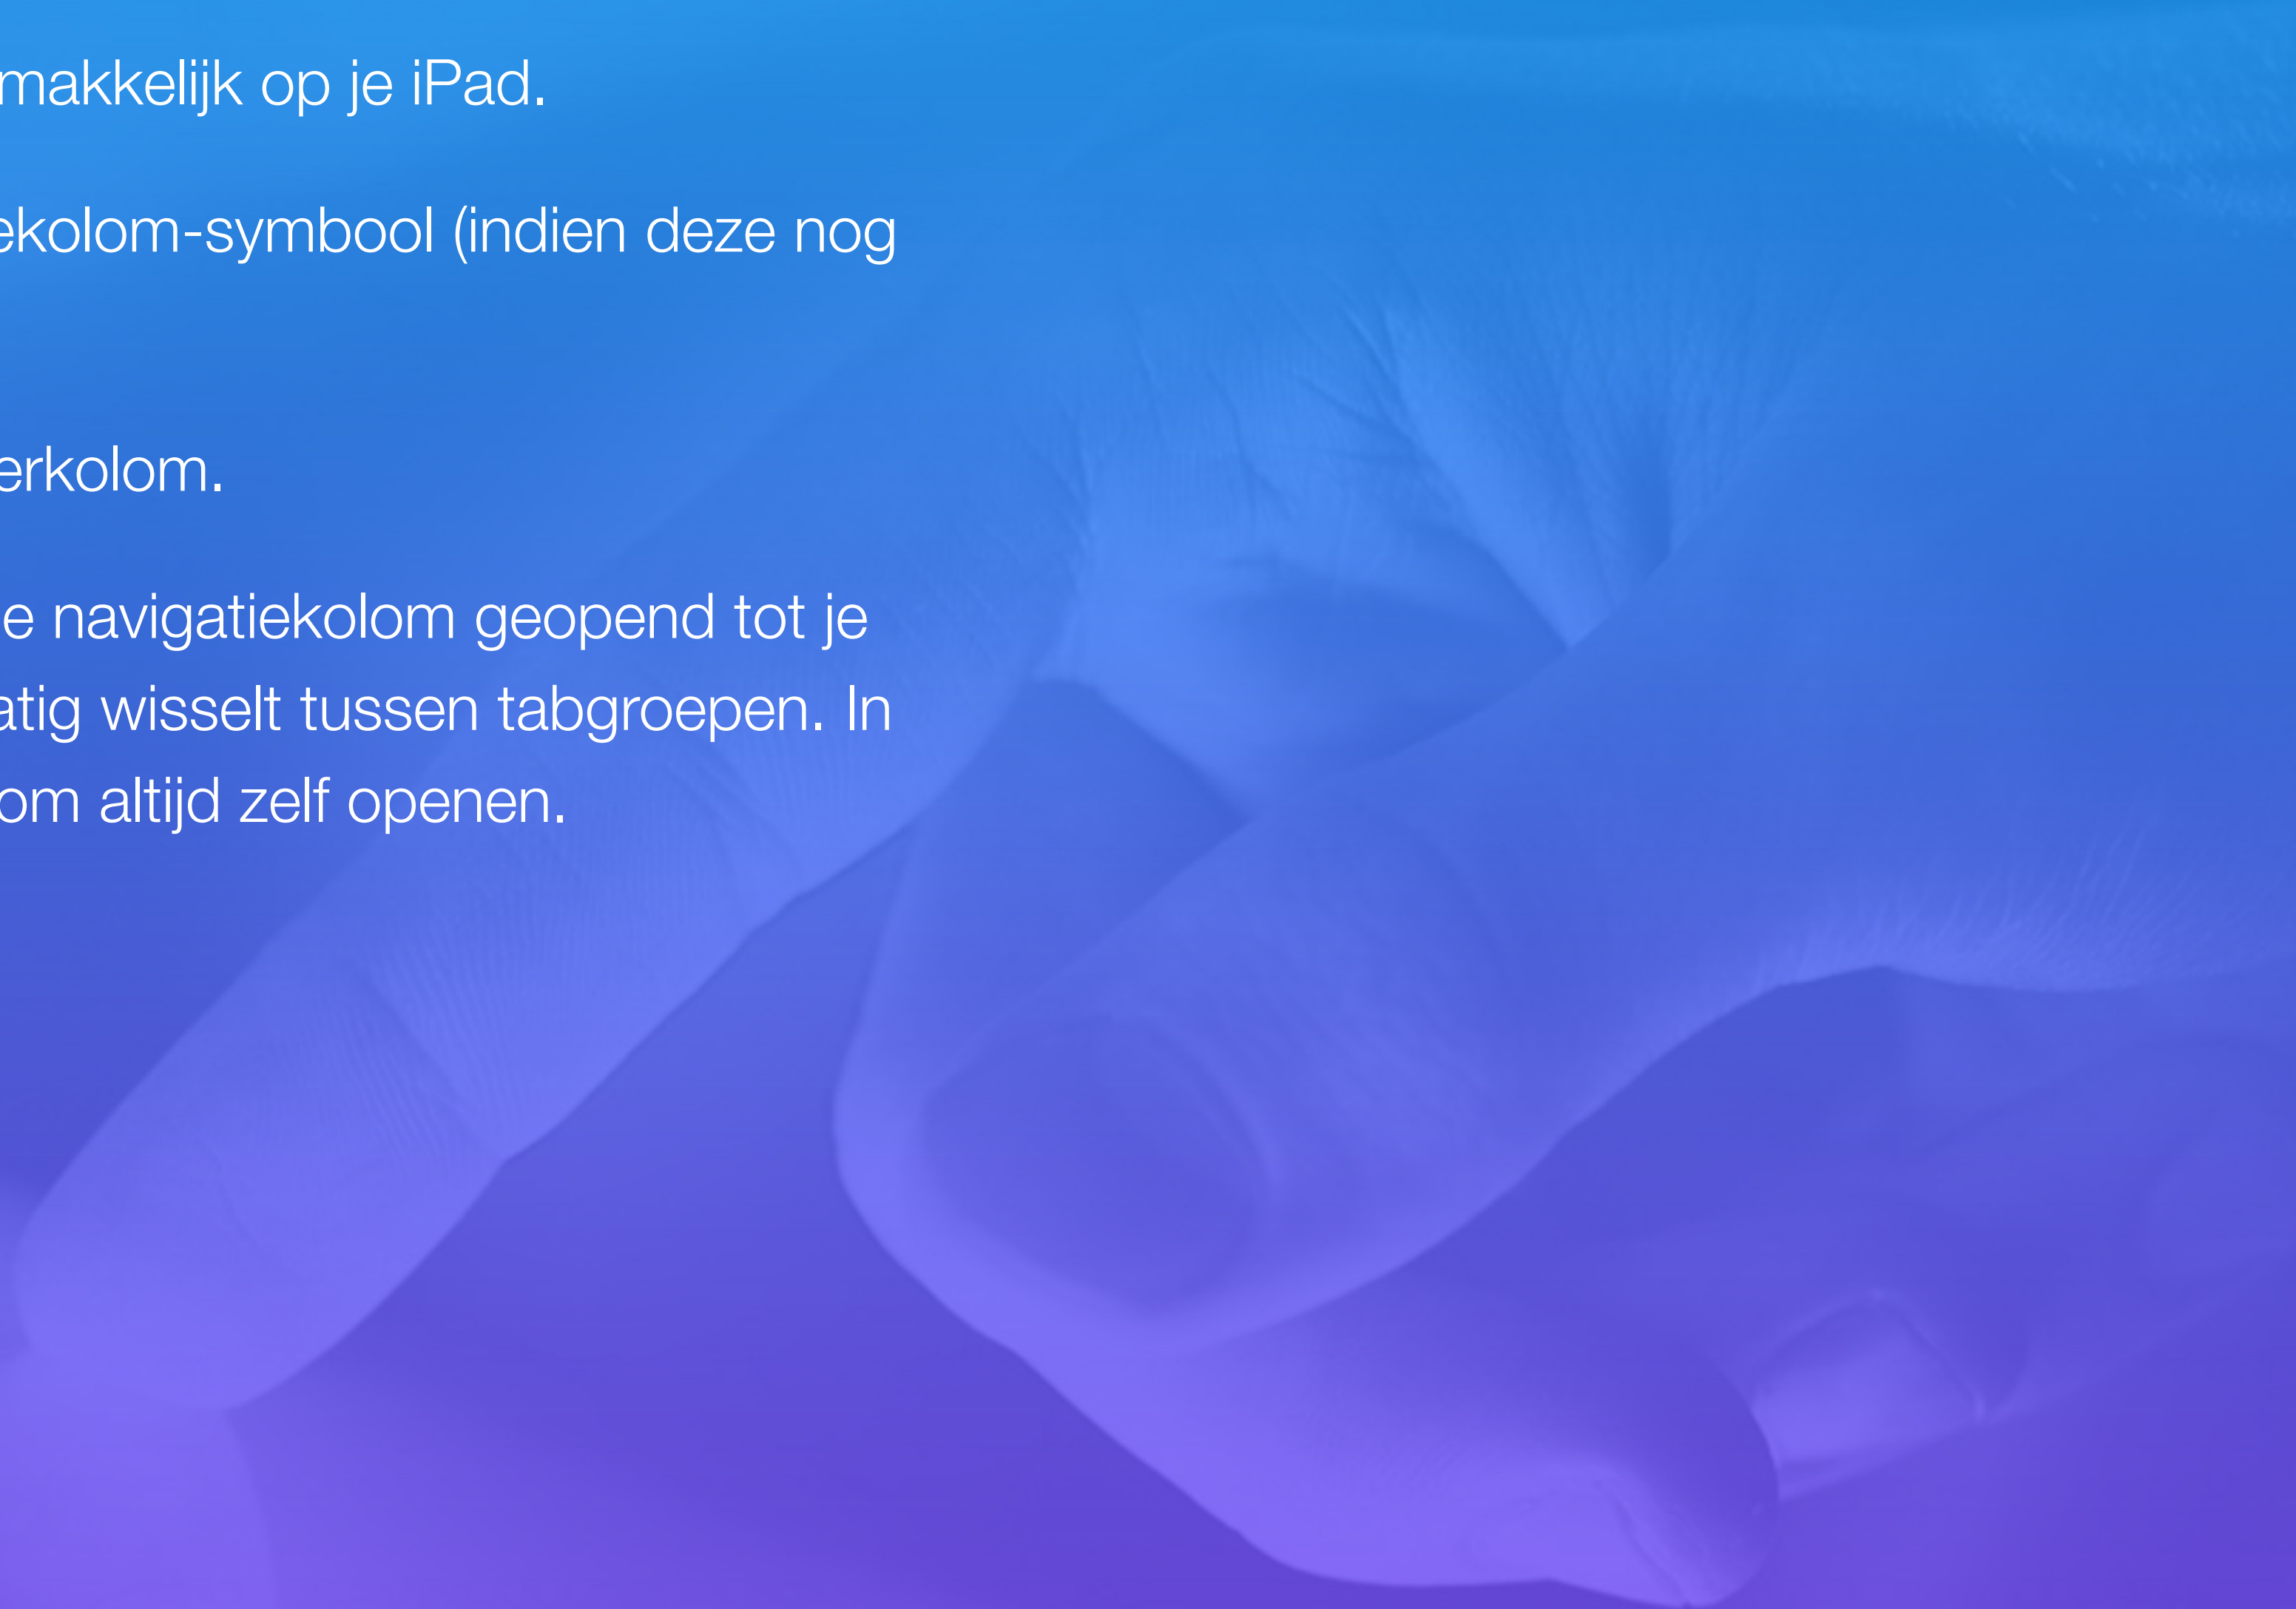 makkelijk op je iPad.
ekolom-symbool (indien deze nog
erkolom.
e navigatiekolom geopend tot je
atig wisselt tussen tabgroepen. In
om altijd zelf openen.